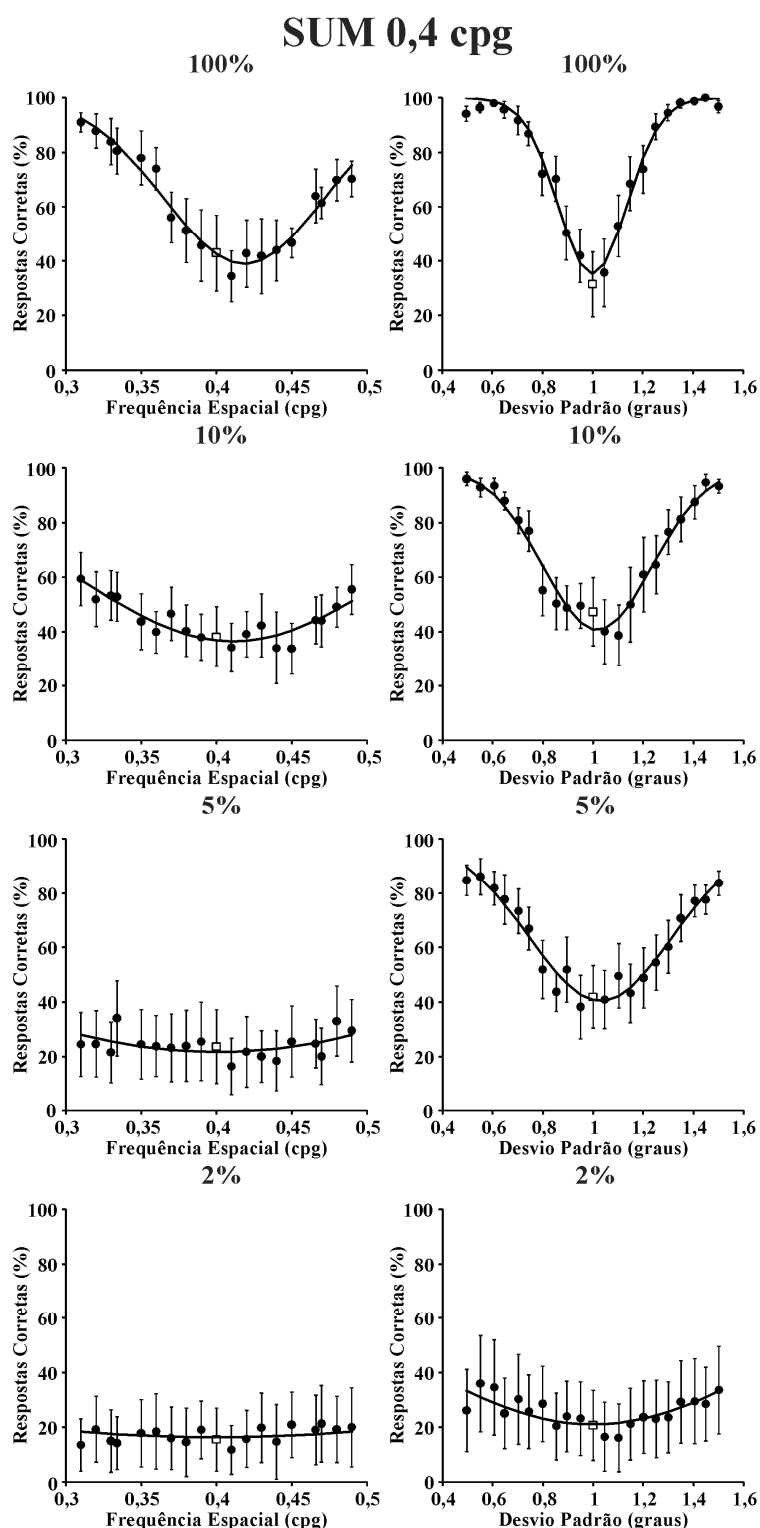 SUM 0,4 cpg
100%
100
80
60
40
20
0
Respostas Corretas (%)
0,3 0,35 0,4 0,45 0,5
Frequência Espacial (cpg)
100%
100
80
60
40
20
0
Respostas Corretas (%)
0,4 0,6 0,8 1 1,2 1,4 1,6
Desvio Padrão (graus)
10%
100
80
60
40
20
0
Respostas Corretas (%)
0,3 0,35 0,4 0,45 0,5
Frequência Espacial (cpg)
10%
100
80
60
40
20
0
Respostas Corretas (%)
0,4 0,6 0,8 1 1,2 1,4 1,6
Desvio Padrão (graus)
5%
100
80
60
40
20
0
Respostas Corretas (%)
0,3 0,35 0,4 0,45 0,5
Frequência Espacial (cpg)
5%
100
80
60
40
20
0
Respostas Corretas (%)
0,4 0,6 0,8 1 1,2 1,4 1,6
Desvio Padrão (graus)
2%
100
80
60
40
20
0
Respostas Corretas (%)
0,3 0,35 0,4 0,45 0,5
Frequência Espacial (cpg)
2%
100
80
60
40
20
0
Respostas Corretas (%)
0,4 0,6 0,8 1 1,2 1,4 1,6
Desvio Padrão (graus)